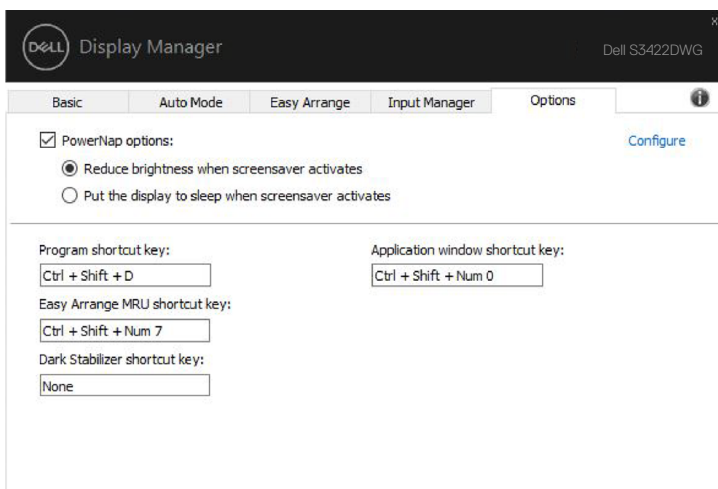 DELL Display Manager
Dell S3422DWG
Basic Auto Mode Easy Arrange Input Manager Options
PowerNap options: Configure
Reduce brightness when screensaver activates
Put the display to sleep when screensaver activates
Program shortcut key: Application window shortcut key:
Ctrl + Shift + D Ctrl + Shift + Num 0
Easy Arrange MRU shortcut key:
Ctrl + Shift + Num 7
Dark Stabilizer shortcut key:
None